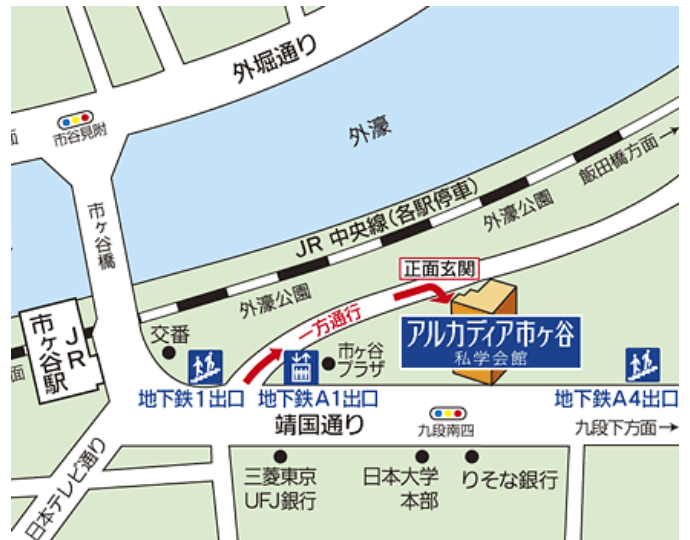 外堀通り
市谷見附
面
外濠
飯田橋方面→
市ヶ谷橋
JR 中央線(各駅停車)
外濠公園
正面玄関
外濠公園
一方通行
アルカディア市ヶ谷
私学会館
JR
市ヶ谷駅
交番
市ヶ谷
プラザ
面
地下鉄1出口
地下鉄A1出口
地下鉄A4出口
靖国通り
九段南四
九段下方面→
日本テレビ通り
三菱東京
UFJ銀行
日本大学
本部
りそな銀行